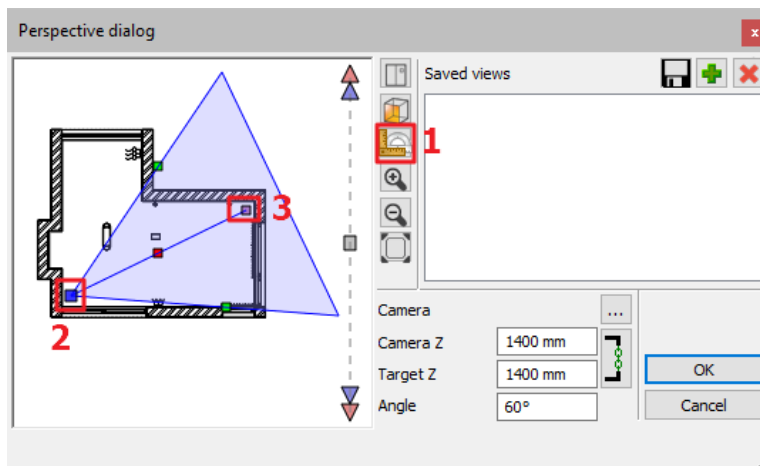 Perspective dialog
x
Saved views
1
3
2
Camera
...
Camera Z
1400 mm
Target Z
1400 mm
OK
Angle
60°
Cancel